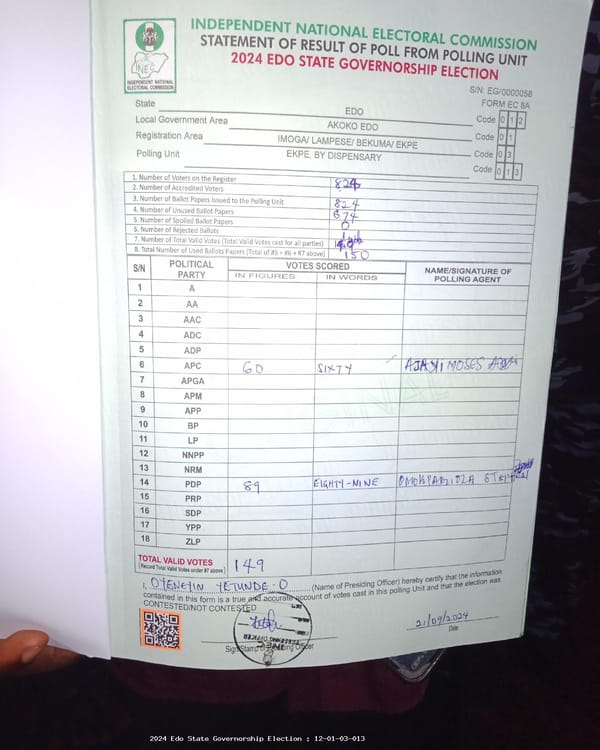 INDEPENDENT NATIONAL ELECTORAL COMMISSION
STATEMENT OF RESULT OF POLL FROM POLLING UNIT
2024 EDO STATE GOVERNORSHIP ELECTION
INEC
INDEPENDENT NATIONAL
ELECTORAL COMMISSION
S/N: EG/0000058
FORM EC 8A
State EDO Code 0 1 2
Local Government Area AKOKO EDO Code 0 1
Registration Area IMOGA/ LAMPESE/ BEKUMA/ EKPE Code 0 3
Polling Unit EKPE, BY DISPENSARY Code 0 1 3
1. Number of Voters on the Register 824
2. Number of Accredited Voters
3. Number of Ballot Papers Issued to the Polling Unit 824
4. Number of Unused Ballot Papers 674
5. Number of Spoiled Ballot Papers 0
6. Number of Rejected Ballots
7. Number of Total Valid Votes (Total Valid Votes cast for all parties)
8. Total Number of Used Ballots Papers (Total of #5 + #6 + #7 above) 150
S/N POLITICAL PARTY VOTES SCORED NAME/SIGNATURE OF POLLING AGENT
IN FIGURES IN WORDS
1 A
2 AA
3 AAC
4 ADC
5 ADP
6 APC 60 SIXTY AJAYI MOSES
7 APGA
8 APM
9 APP
10 BP
11 LP
12 NNPP
13 NRM
14 PDP 89 EIGHTY-NINE
15 PRP
16 SDP
17 YPP
18 ZLP
TOTAL VALID VOTES 149
(Record Total Valid Votes under #7 above)
I, OYENEYIN YETUNDE-O (Name of Presiding Officer) hereby certify that the information
contained in this form is a true and accurate account of votes cast in this polling Unit and that the election was
CONTESTED/NOT CONTESTED
21/09/2024
Sign/Stamp of Presiding Officer
Date
2024 Edo State Governorship Election : 12-01-03-013